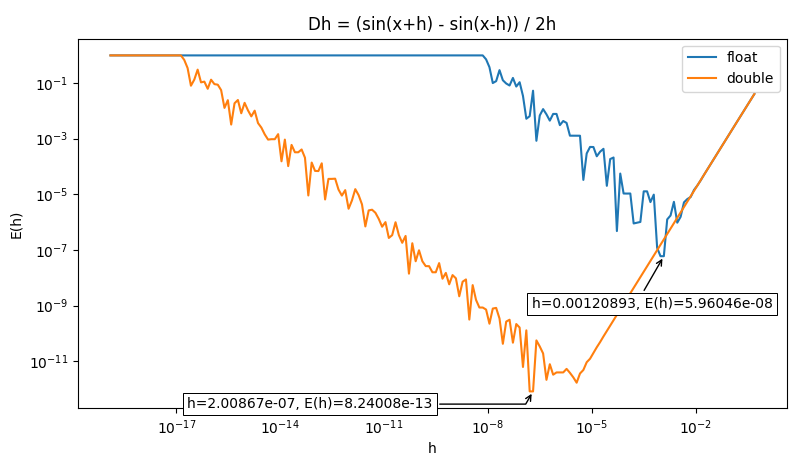 Dh = (sin(x+h) - sin(x-h)) / 2h
float
double
E(h)
10⁻¹
10⁻³
10⁻⁵
10⁻⁷
10⁻⁹
10⁻¹¹
h=0.00120893, E(h)=5.96046e-08
h=2.00867e-07, E(h)=8.24008e-13
10⁻¹⁷ 10⁻¹⁴ 10⁻¹¹ 10⁻⁸ 10⁻⁵ 10⁻²
h